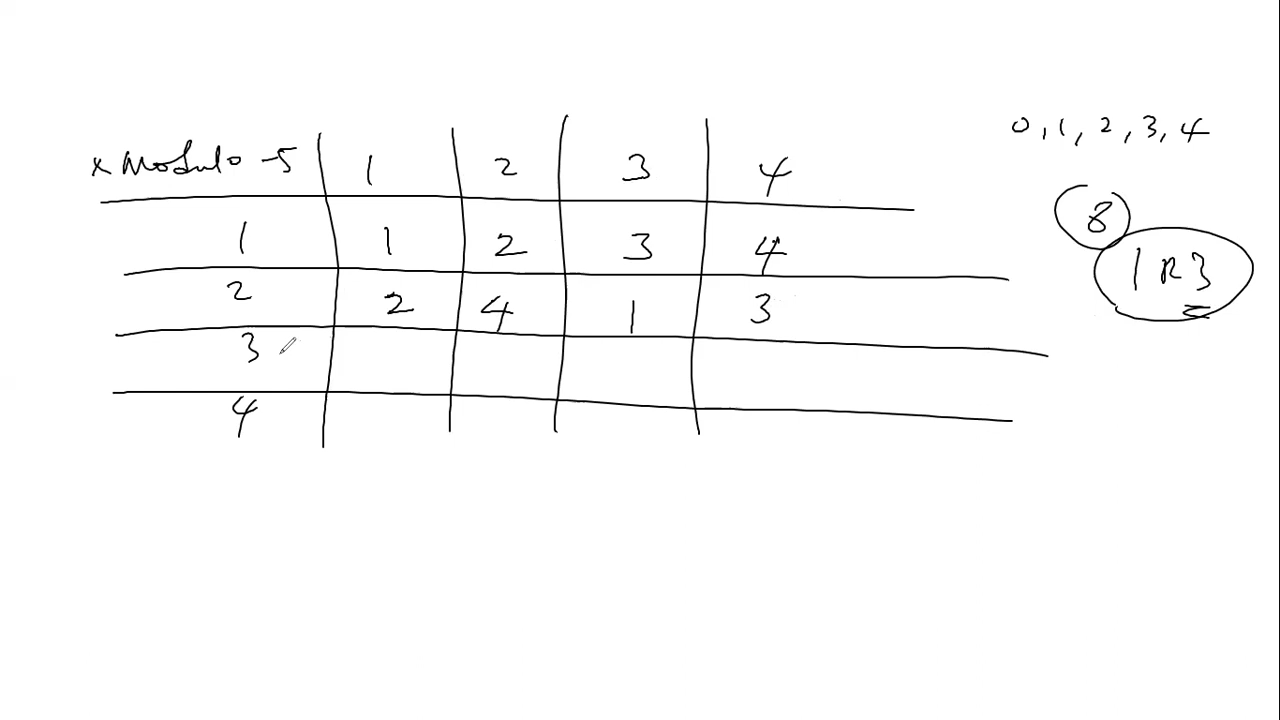 × Modulo -5 1 2 3 4
1 1 2 3 4
2 2 4 1 3
3
4
0, 1, 2, 3, 4
8
1 R 3